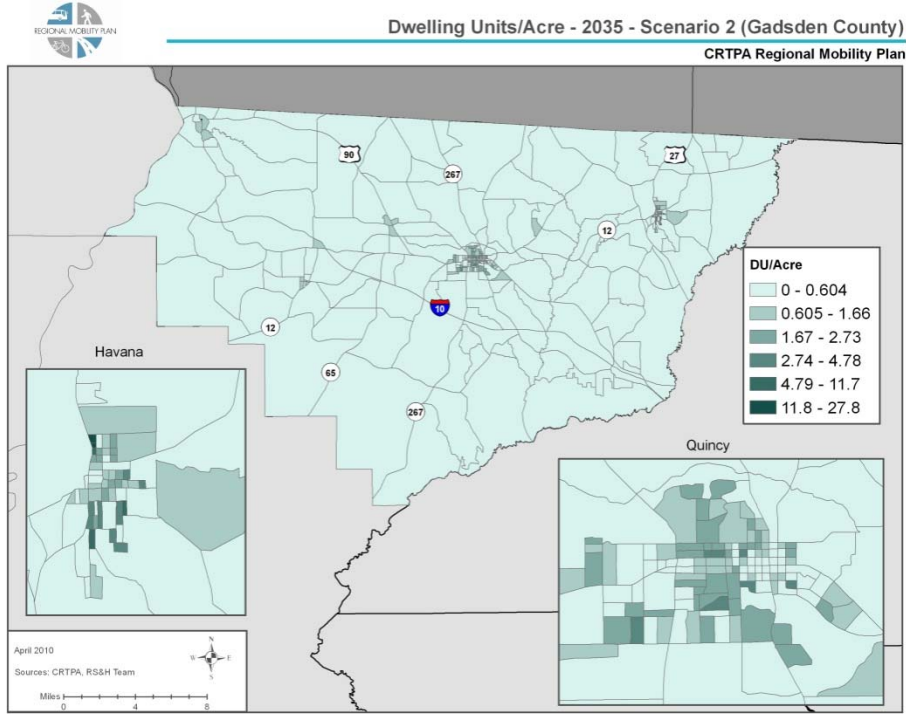 REGIONAL MOBILITY PLAN
Dwelling Units/Acre - 2035 - Scenario 2 (Gadsden County)
CRTPA Regional Mobility Plan
90
267
27
12
10
12
65
267
DU/Acre
0 - 0.604
0.605 - 1.66
1.67 - 2.73
2.74 - 4.78
4.79 - 11.7
11.8 - 27.8
Havana
Quincy
April 2010
Sources: CRTPA, RS&H Team
N
W E
S
Miles
0 4 8